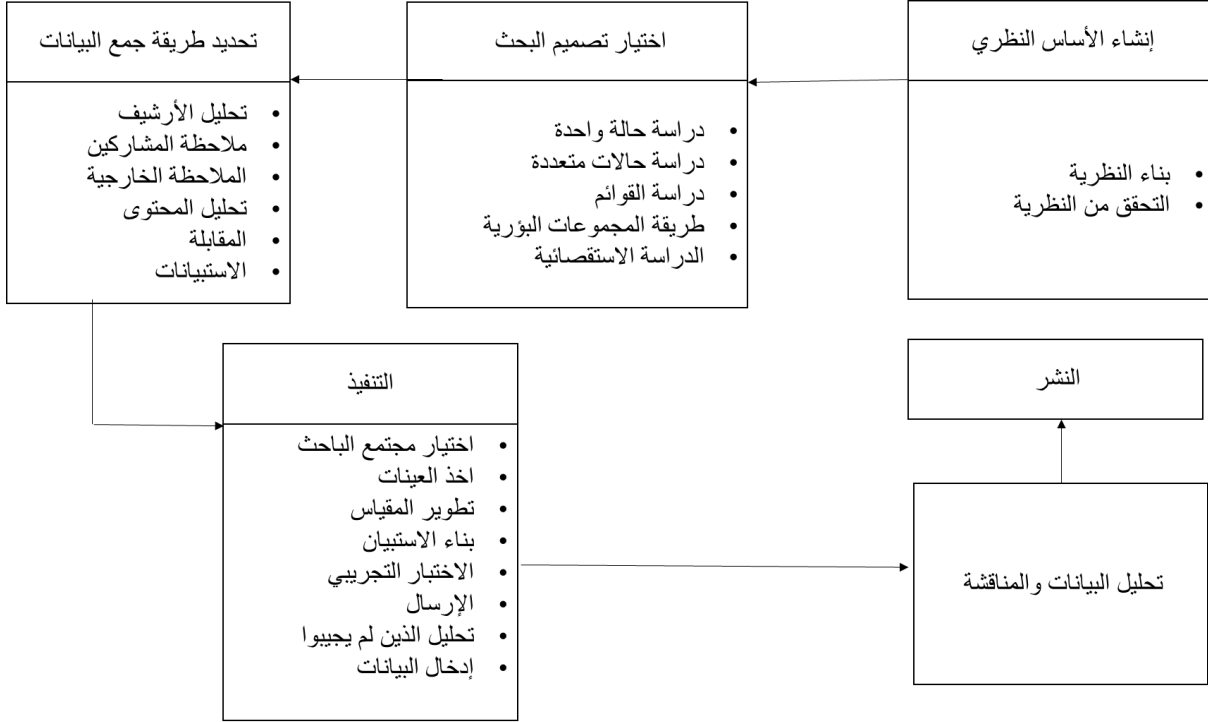 إنشاء الأساس النظري
• بناء النظرية
• التحقق من النظرية
اختيار تصميم البحث
• دراسة حالة واحدة
• دراسة حالات متعددة
• دراسة القوائم
• طريقة المجموعات البؤرية
• الدراسة الاستقصائية
تحديد طريقة جمع البيانات
• تحليل الأرشيف
• ملاحظة المشاركين
• الملاحظة الخارجية
• تحليل المحتوى
• المقابلة
• الاستبيانات
التنفيذ
• اختيار مجتمع الباحث
• اخذ العينات
• تطوير المقياس
• بناء الاستبيان
• الاختبار التجريبي
• الإرسال
• تحليل الذين لم يجيبوا
• إدخال البيانات
تحليل البيانات والمناقشة
النشر